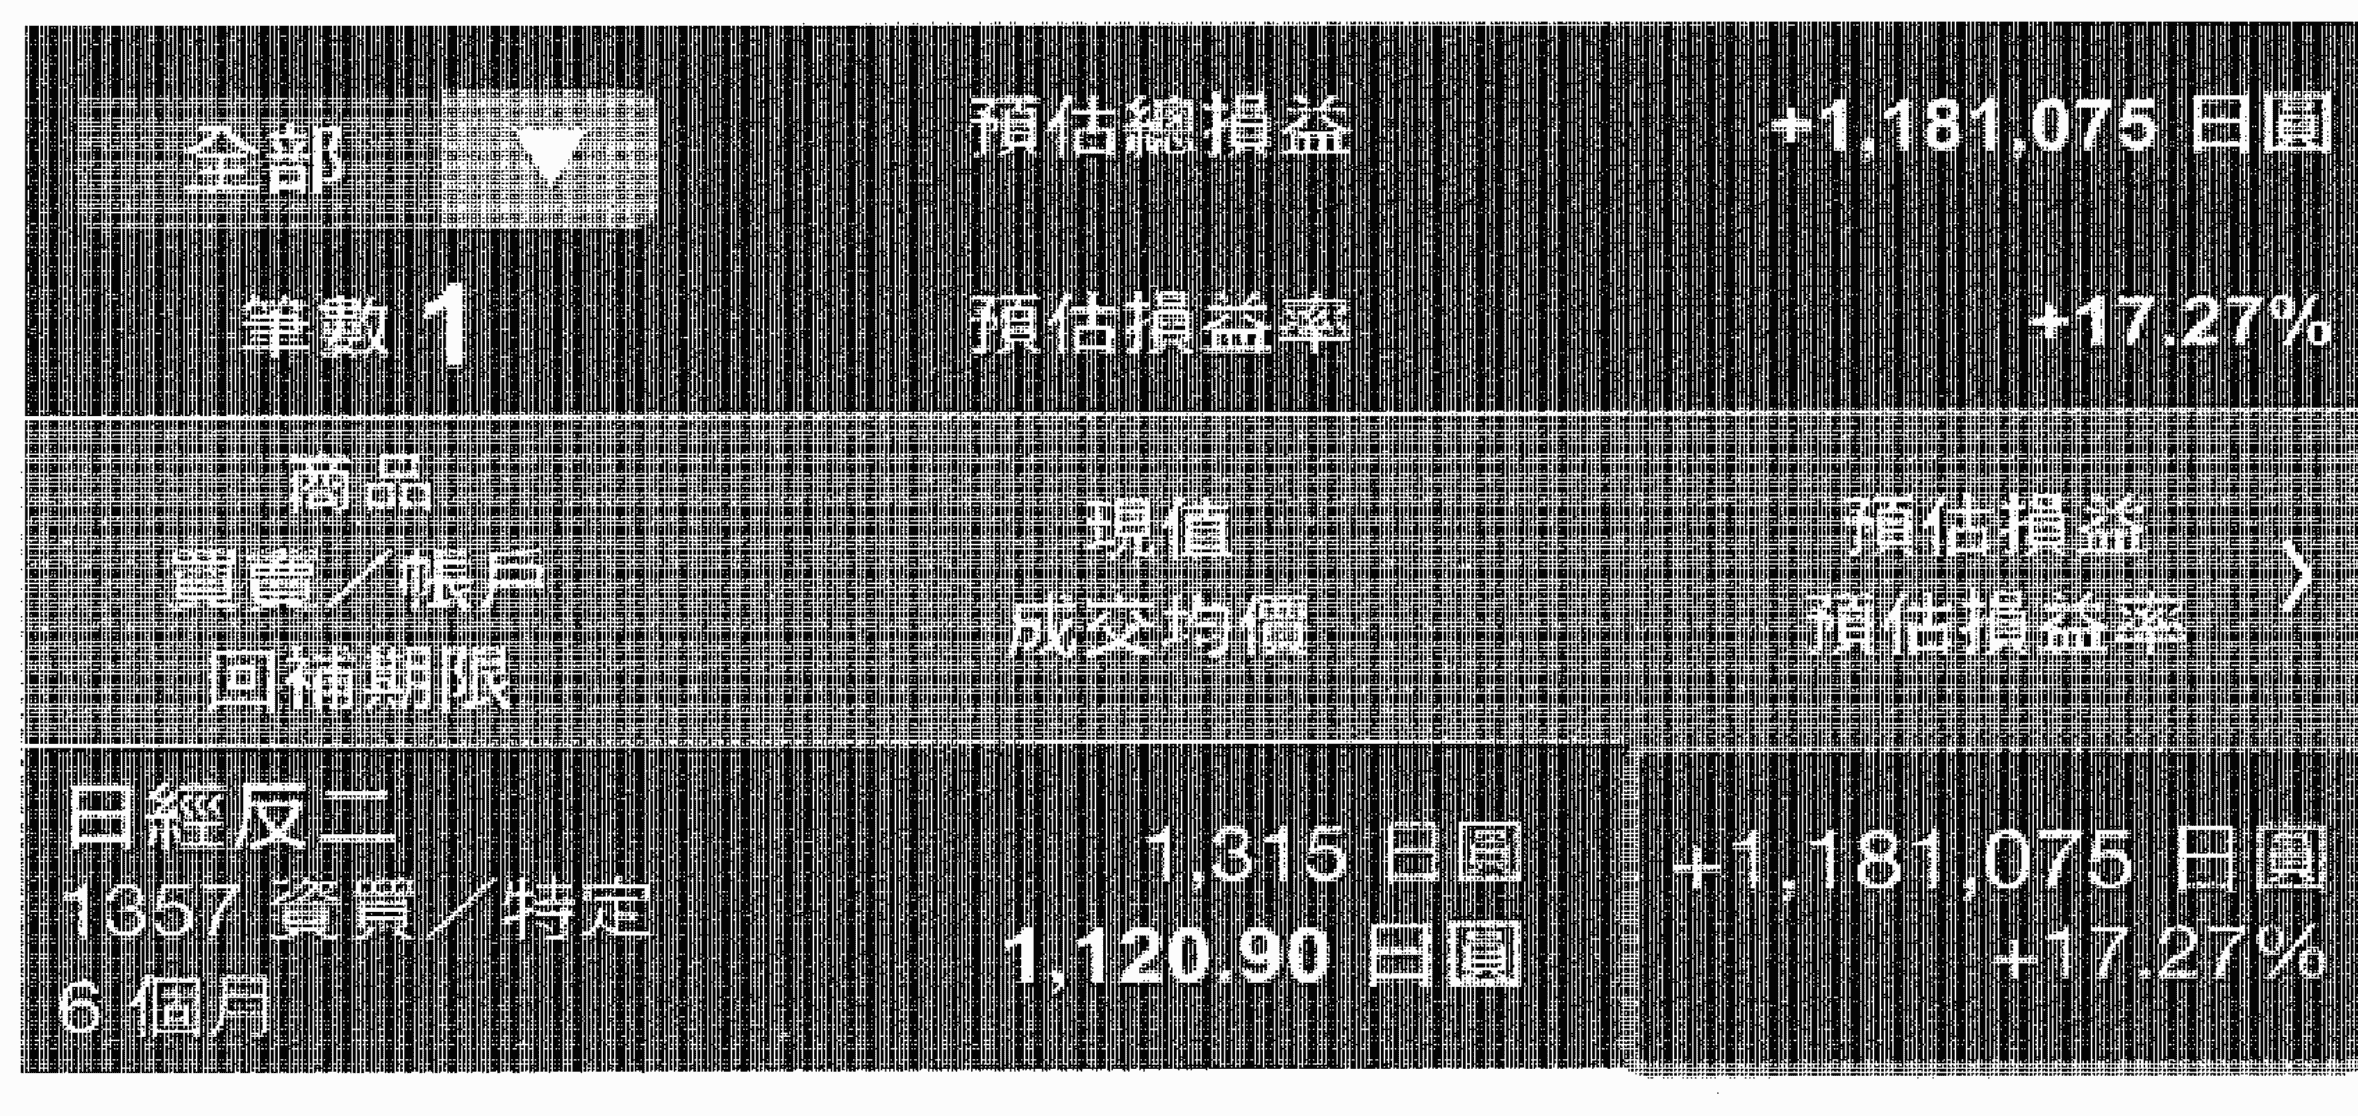 全部 ▼
預估總損益 +1,181,075 日圓
筆數 1
預估損益率 +17.27%
商品
買賣／帳戶
回補期限
現值
成交均價
預估損益
預估損益率
日經反二
1357 資買／特定
6 個月
1,315 日圓
1,120.90 日圓
+1,181,075 日圓
+17.27%